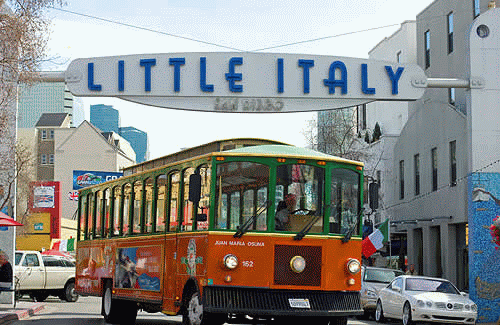 LITTLE ITALY
SAN DIEGO
JUAN MARIA OSUNA
162